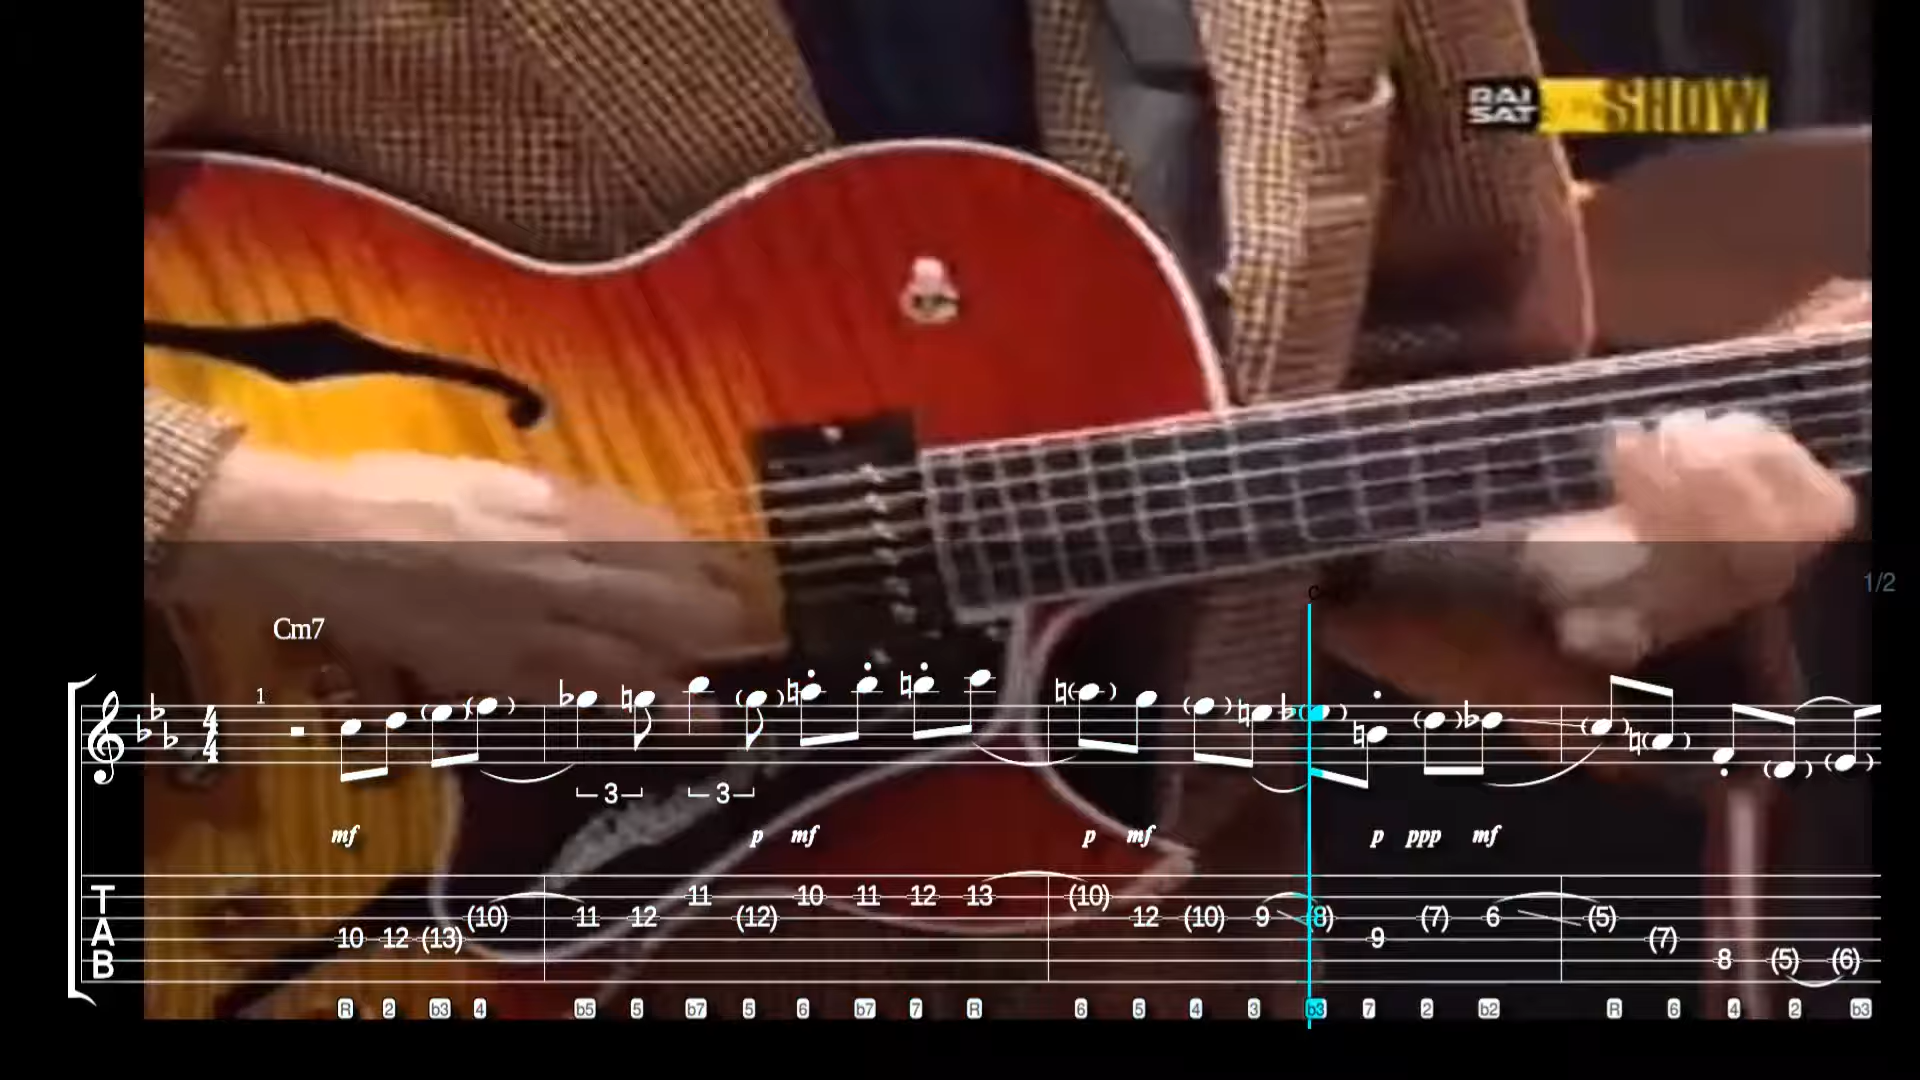 RAI
SAT SHOW
1/2
Cm7
1
4
4
3 3
mf p mf p mf p ppp mf
T
A
B
11 10 11 12 13 (10)
(10) 11 12 (12) 12 (10) 9 (8) (7) 6 (5)
10 12 (13) 9 (7)
8 (5) (6)
R 2 b3 4 b5 5 b7 5 6 b7 7 R 6 5 4 3 b3 7 2 b2 R 6 4 2 b3